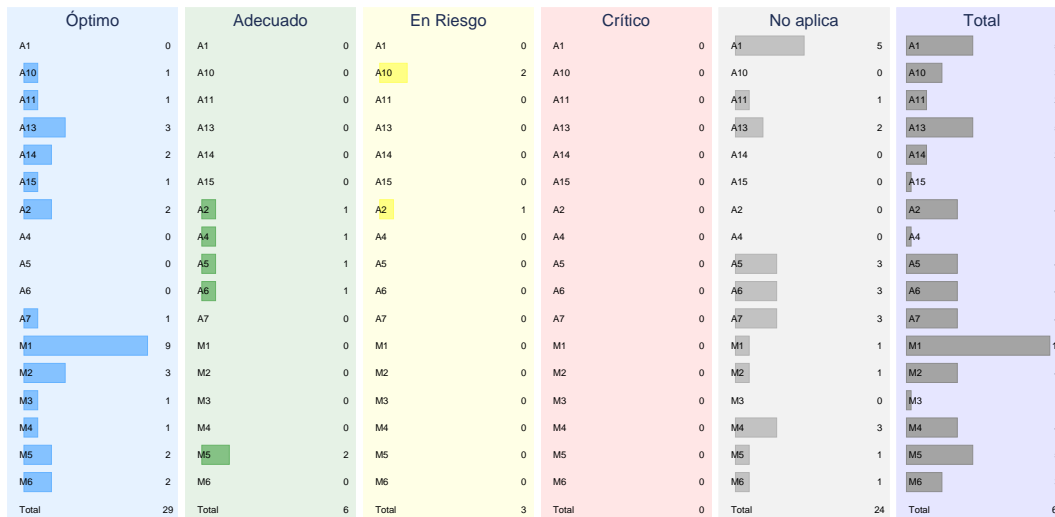 Óptimo Adecuado En Riesgo Crítico No aplica Total
A1 0 A1 0 A1 0 A1 0 A1 5 A1
A10 1 A10 0 A10 2 A10 0 A10 0 A10
A11 1 A11 0 A11 0 A11 0 A11 1 A11
A13 3 A13 0 A13 0 A13 0 A13 2 A13
A14 2 A14 0 A14 0 A14 0 A14 0 A14
A15 1 A15 0 A15 0 A15 0 A15 0 A15
A2 2 A2 1 A2 1 A2 0 A2 0 A2
A4 0 A4 1 A4 0 A4 0 A4 0 A4
A5 0 A5 1 A5 0 A5 0 A5 3 A5
A6 0 A6 1 A6 0 A6 0 A6 3 A6
A7 1 A7 0 A7 0 A7 0 A7 3 A7
M1 9 M1 0 M1 0 M1 0 M1 1 M1
M2 3 M2 0 M2 0 M2 0 M2 1 M2
M3 1 M3 0 M3 0 M3 0 M3 0 M3
M4 1 M4 0 M4 0 M4 0 M4 3 M4
M5 2 M5 2 M5 0 M5 0 M5 1 M5
M6 2 M6 0 M6 0 M6 0 M6 1 M6
Total 29 Total 6 Total 3 Total 0 Total 24 Total